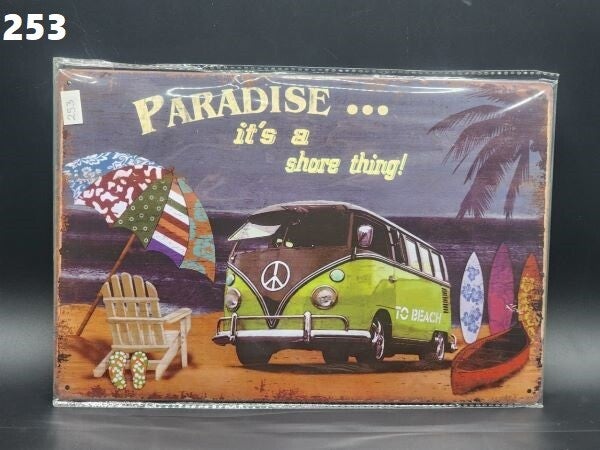 253
253
PARADISE ...
it's a
shore thing!
TO BEACH